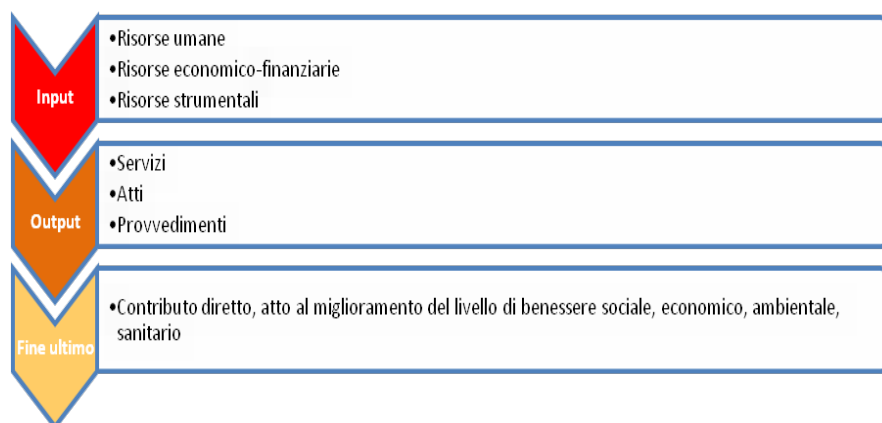 Input
•Risorse umane
•Risorse economico-finanziarie
•Risorse strumentali
Output
•Servizi
•Atti
•Provvedimenti
Fine ultimo
•Contributo diretto, atto al miglioramento del livello di benessere sociale, economico, ambientale,
sanitario